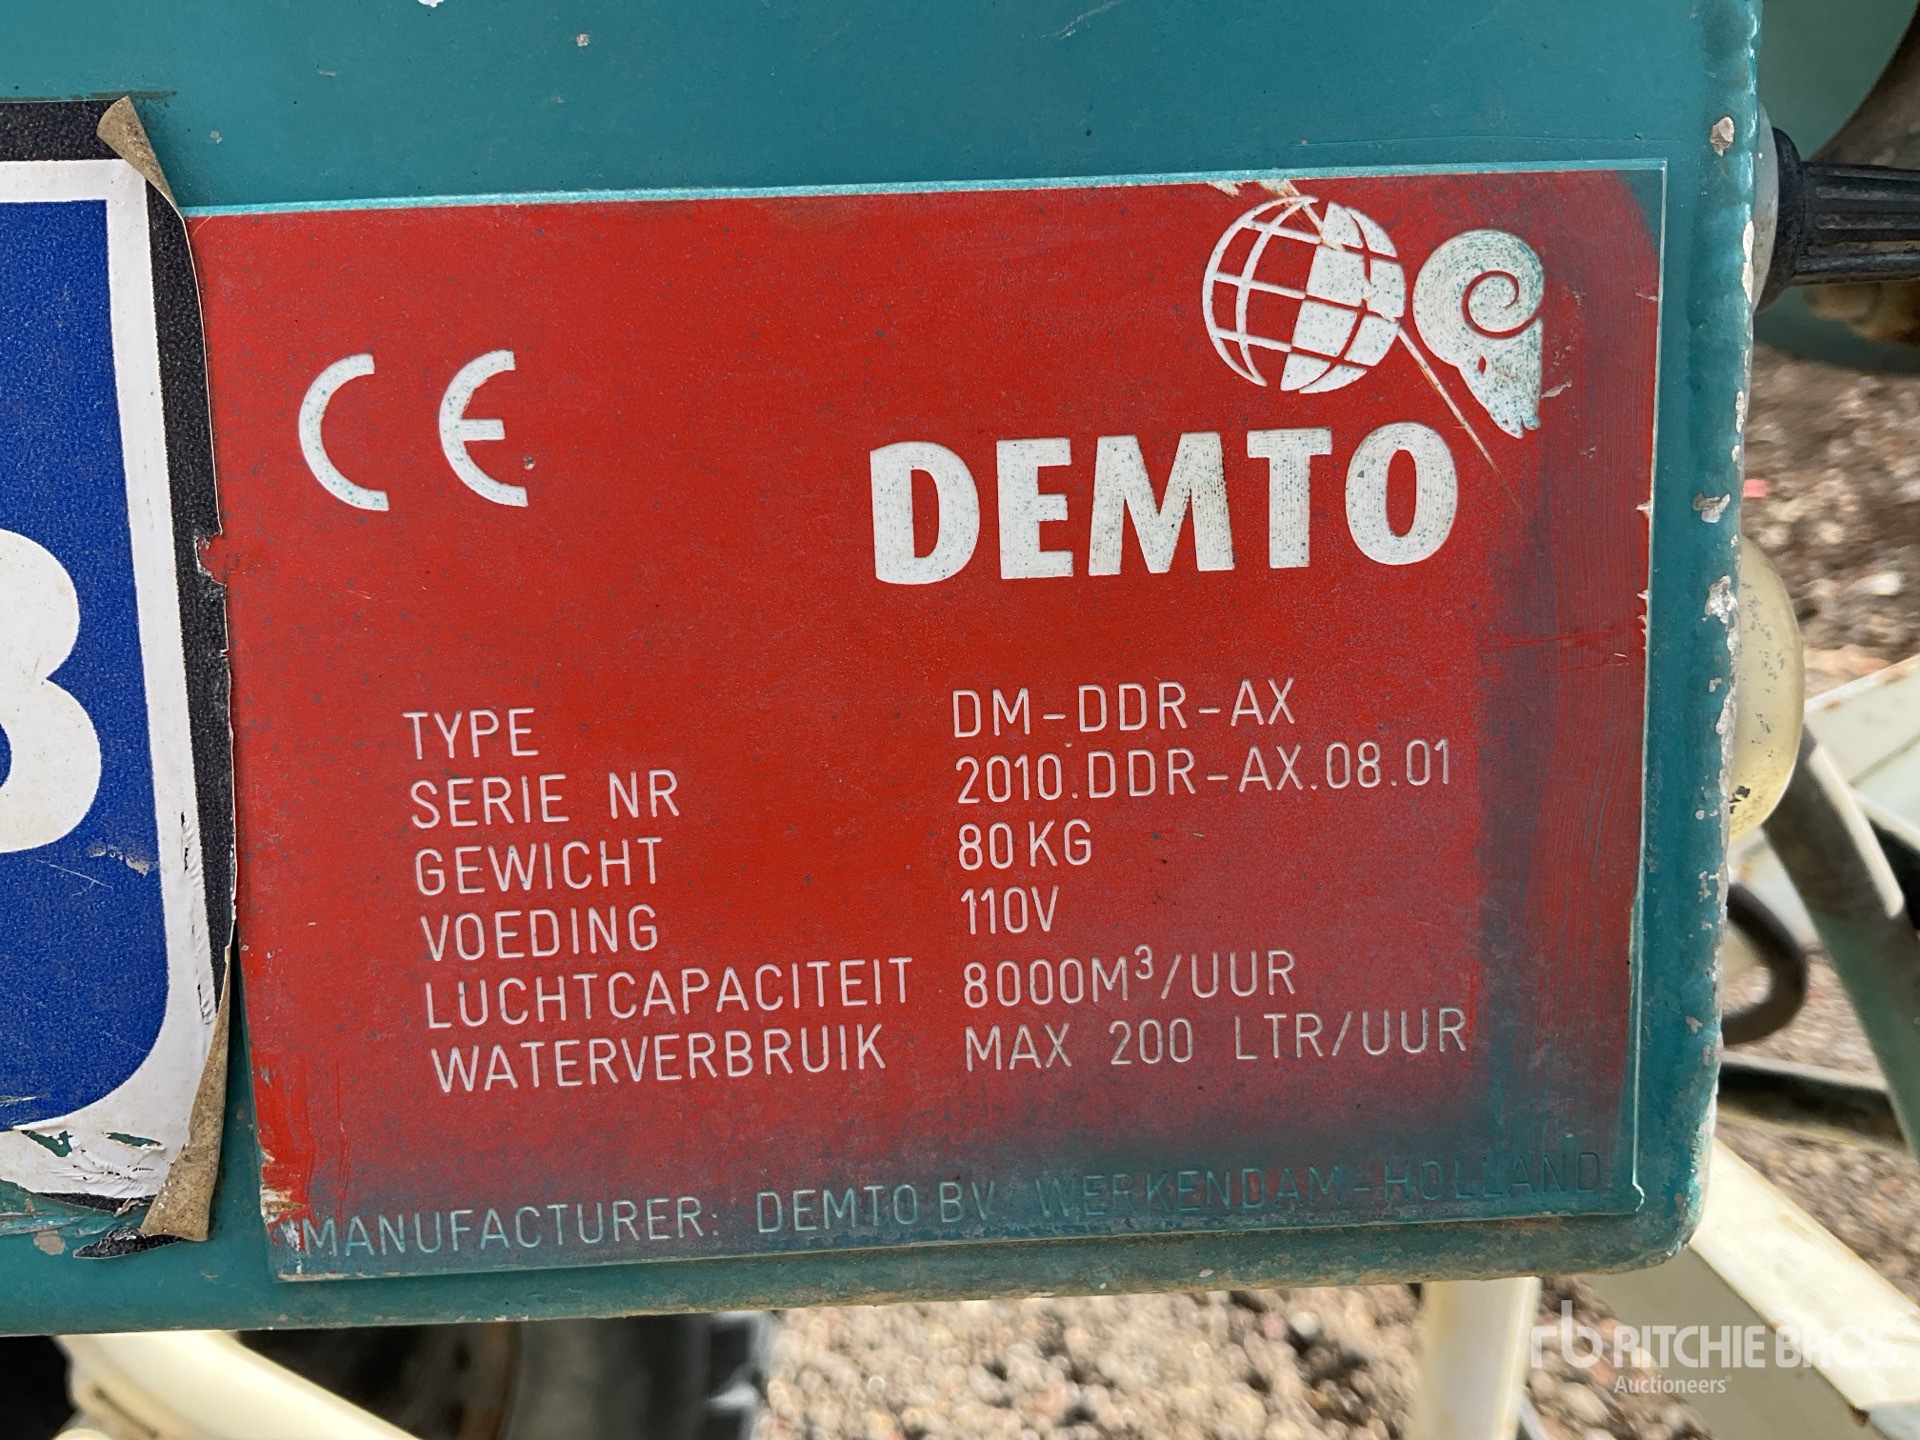 CE
DEMTO
TYPE DM-DDR-AX
SERIE NR 2010.DDR-AX.08.01
GEWICHT 80KG
VOEDING 110V
LUCHTCAPACITEIT 8000M³/UUR
WATERVERBRUIK MAX 200 LTR/UUR
MANUFACTURER: DEMTO BV WERKENDAM-HOLLAND
rb RITCHIE BROS.
Auctioneers